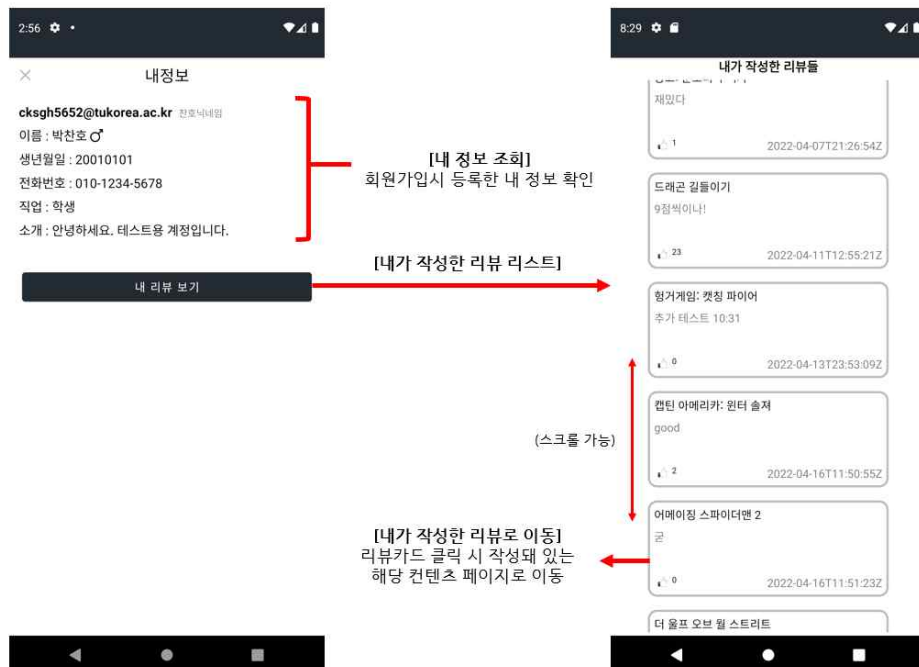 2:56
내정보
cksgh5652@tukorea.ac.kr 찬호닉네임
이름 : 박찬호
생년월일 : 20010101
전화번호 : 010-1234-5678
직업 : 학생
소개 : 안녕하세요. 테스트용 계정입니다.
내 리뷰 보기
[내 정보 조회]
회원가입시 등록한 내 정보 확인
[내가 작성한 리뷰 리스트]
(스크롤 가능)
[내가 작성한 리뷰로 이동]
리뷰카드 클릭 시 작성돼 있는
해당 컨텐츠 페이지로 이동
8:29
내가 작성한 리뷰들
재밌다
1 2022-04-07T21:26:54Z
드래곤 길들이기
9점씩이나!
23 2022-04-11T12:55:21Z
헝거게임: 캣칭 파이어
추가 테스트 10:31
0 2022-04-13T23:53:09Z
캡틴 아메리카: 윈터 솔져
good
2 2022-04-16T11:50:55Z
어메이징 스파이더맨 2
굳
0 2022-04-16T11:51:23Z
더 울프 오브 월 스트리트